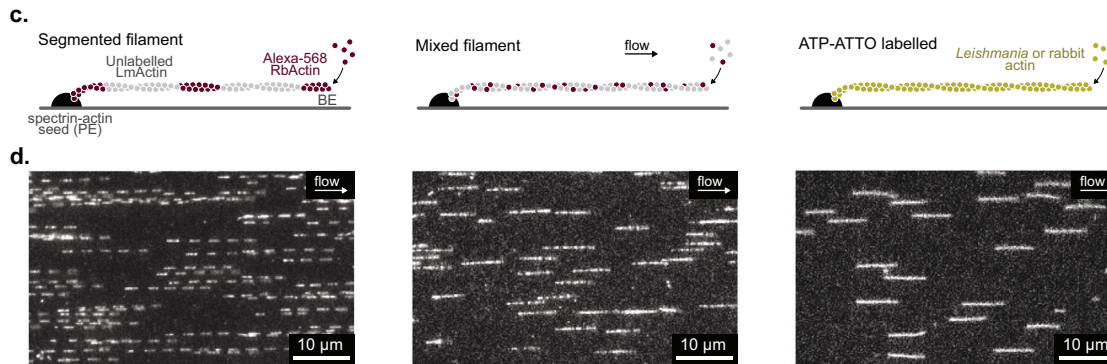 c.
Segmented filament
Unlabelled
LmActin
Alexa-568
RbActin
BE
spectrin-actin
seed (PE)
Mixed filament
flow
ATP-ATTO labelled
Leishmania or rabbit
actin
d.
flow
10 µm
flow
10 µm
flow
10 µm